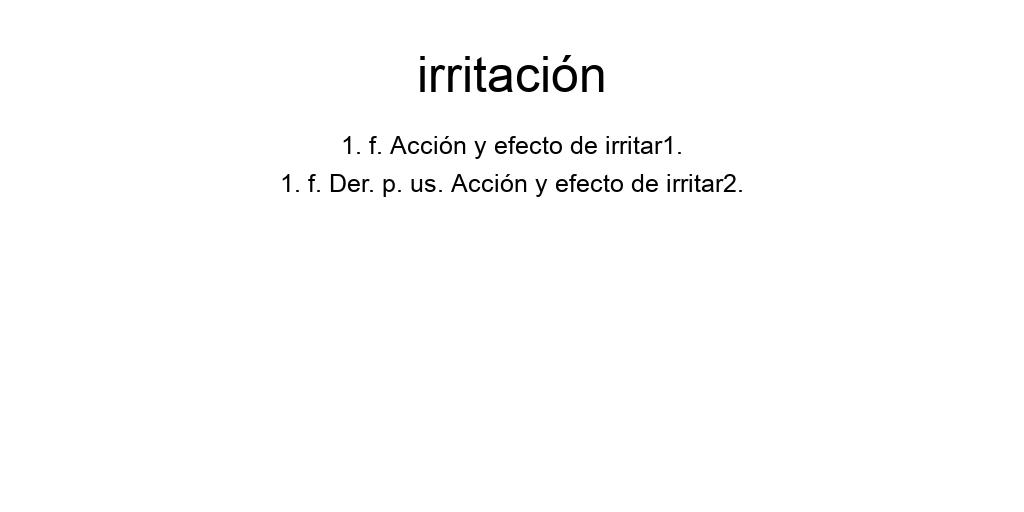 irritación
1. f. Acción y efecto de irritar1.
1. f. Der. p. us. Acción y efecto de irritar2.